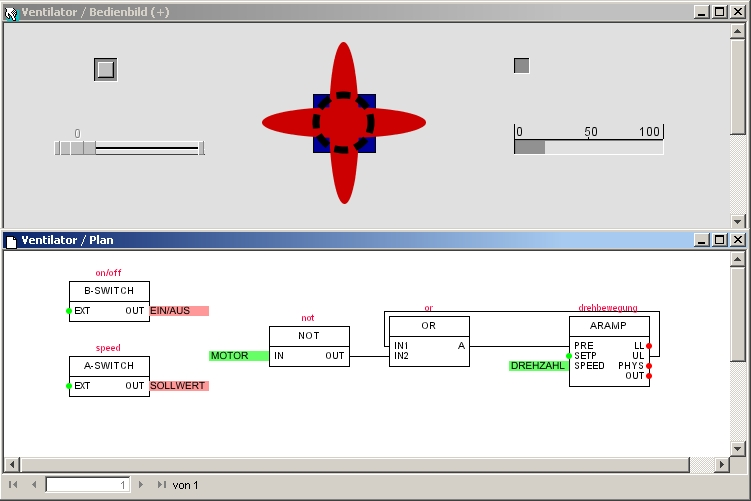 Ventilator / Bedienbild (+)
0
0 50 100
Ventilator / Plan
on/off
B-SWITCH
EXT OUT EIN/AUS
speed
A-SWITCH
EXT OUT SOLLWERT
not
NOT
MOTOR IN OUT
or
OR
IN1 A
IN2
drehbewegung
ARAMP
PRE LL
SETP UL
DREHZAHL SPEED PHYS
OUT
1 von 1